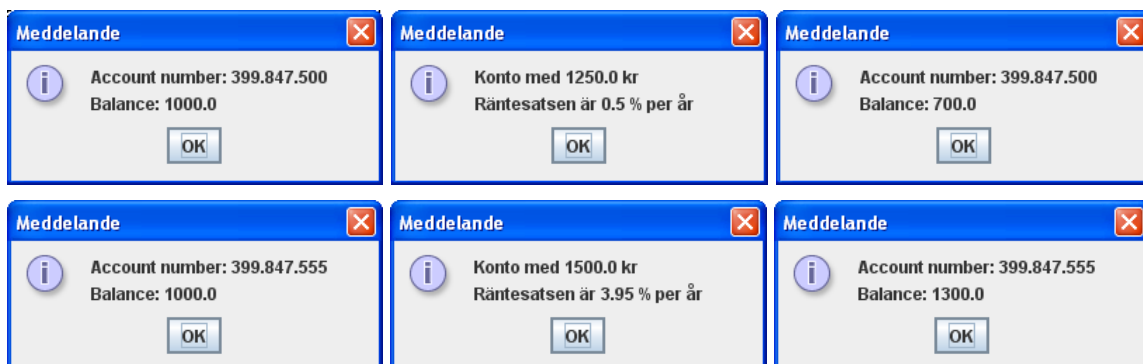 Meddelande
Account number: 399.847.500
Balance: 1000.0
OK
Meddelande
Konto med 1250.0 kr
Räntesatsen är 0.5 % per år
OK
Meddelande
Account number: 399.847.500
Balance: 700.0
OK
Meddelande
Account number: 399.847.555
Balance: 1000.0
OK
Meddelande
Konto med 1500.0 kr
Räntesatsen är 3.95 % per år
OK
Meddelande
Account number: 399.847.555
Balance: 1300.0
OK